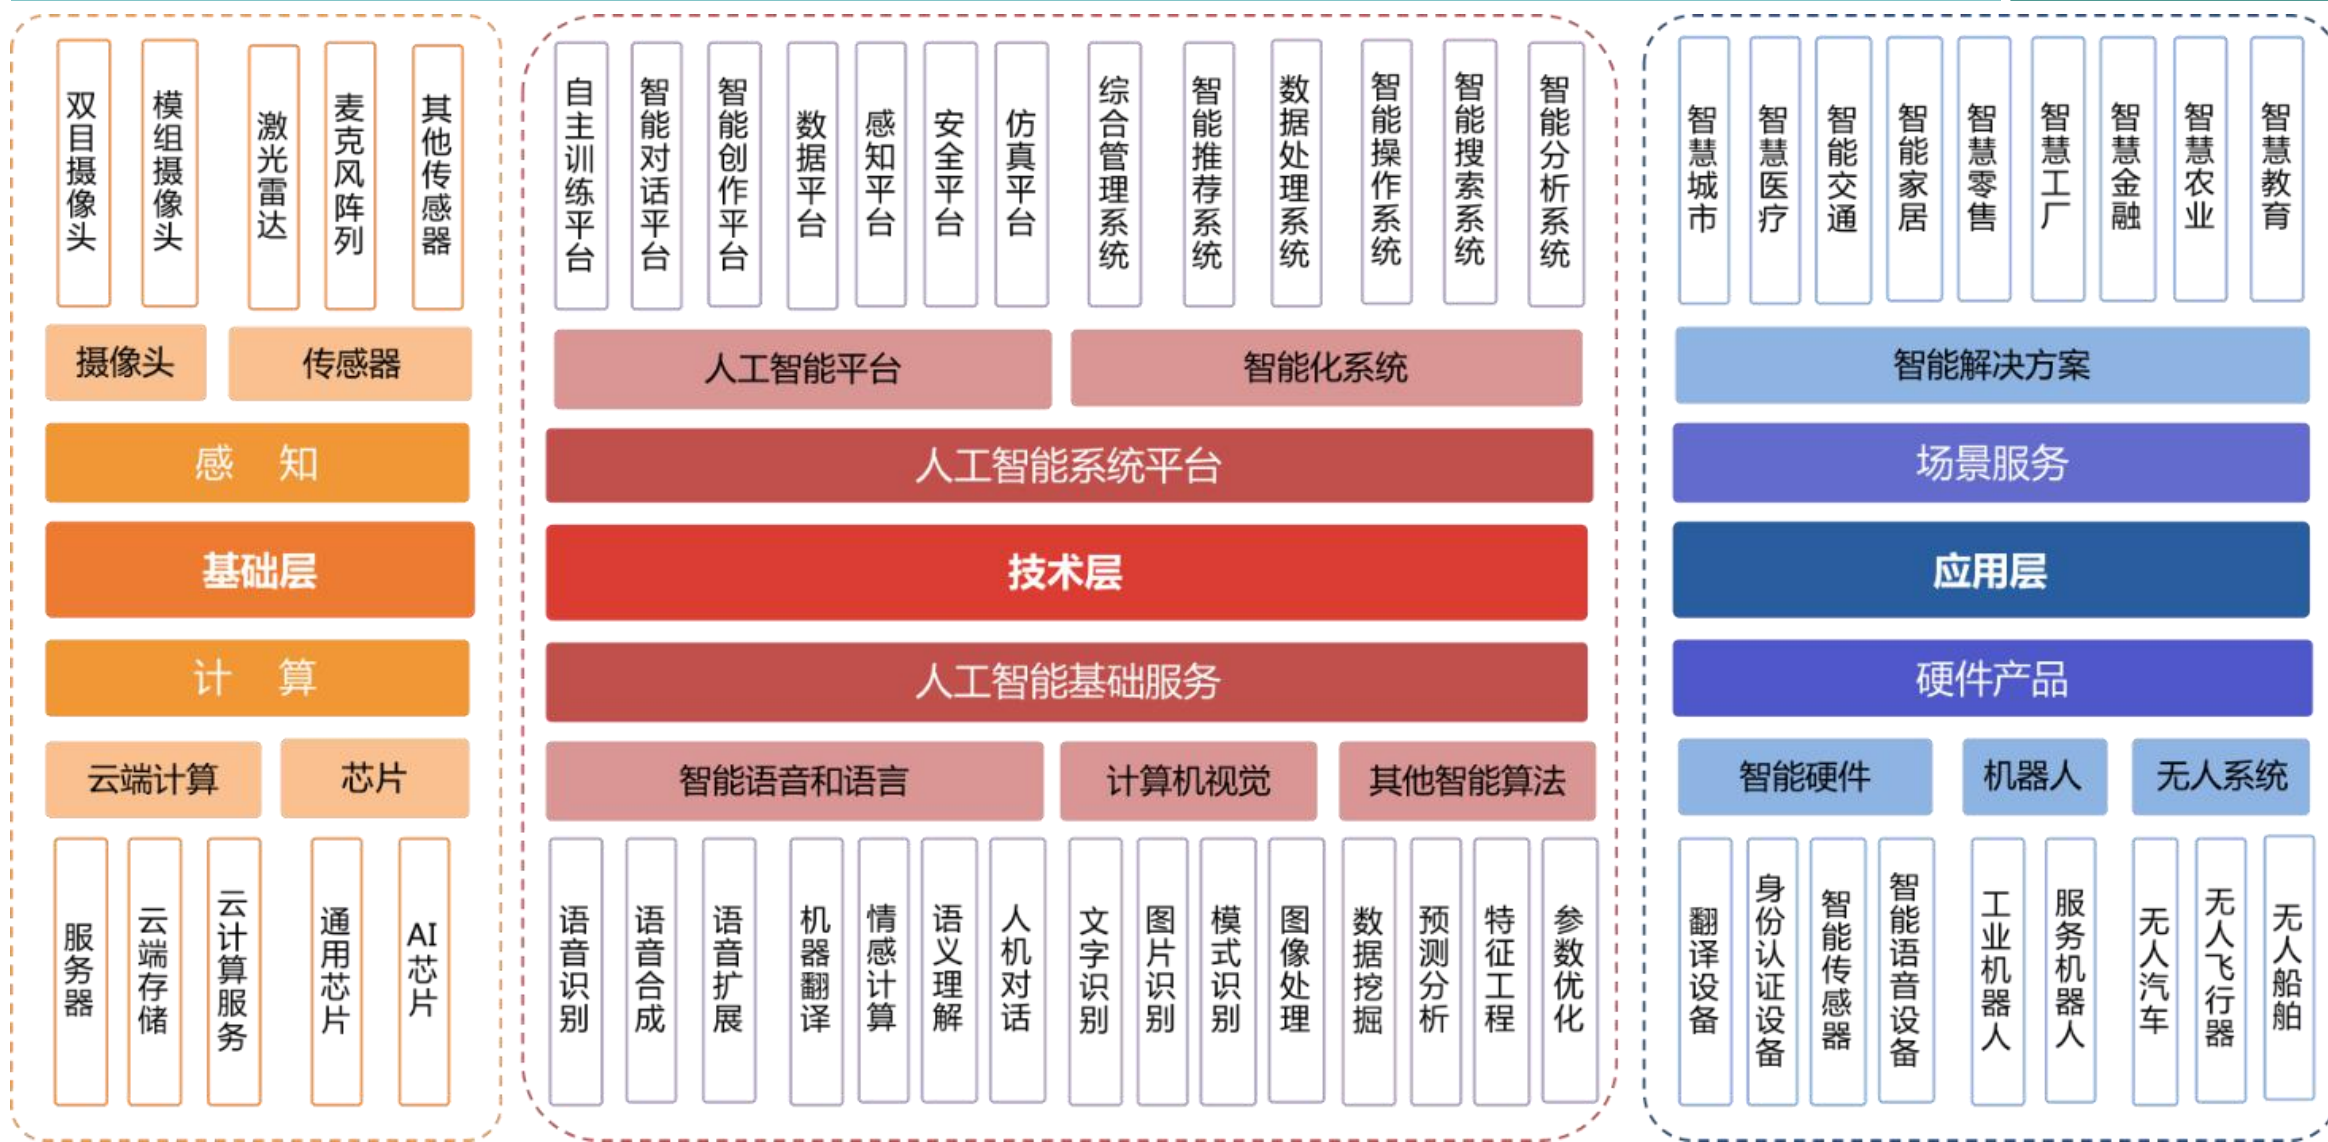 双目摄像头
模组摄像头
激光雷达
麦克风阵列
其他传感器
摄像头
传感器
感 知
基础层
计 算
云端计算
芯片
服务器
云端存储
云计算服务
通用芯片
AI芯片
自主训练平台
智能对话平台
智能创作平台
数据平台
感知平台
安全平台
仿真平台
综合管理系统
智能推荐系统
数据处理系统
智能操作系统
智能搜索系统
智能分析系统
人工智能平台
智能化系统
人工智能系统平台
技术层
人工智能基础服务
智能语音和语言
计算机视觉
其他智能算法
语音识别
语音合成
语音扩展
机器翻译
情感计算
语义理解
人机对话
文字识别
图片识别
模式识别
图像处理
数据挖掘
预测分析
特征工程
参数优化
智慧城市
智慧医疗
智能交通
智能家居
智慧零售
智慧工厂
智慧金融
智慧农业
智慧教育
智能解决方案
场景服务
应用层
硬件产品
智能硬件
机器人
无人系统
翻译设备
身份认证设备
智能传感器
智能语音设备
工业机器人
服务机器人
无人汽车
无人飞行器
无人船舶